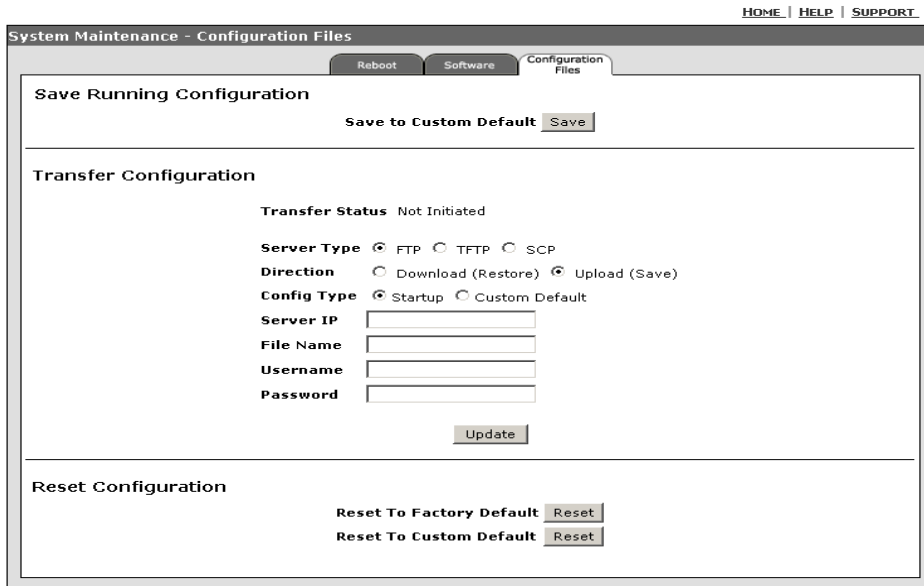 HOME | HELP | SUPPORT
System Maintenance - Configuration Files
Reboot Software Configuration Files
Save Running Configuration
Save to Custom Default Save
Transfer Configuration
Transfer Status Not Initiated
Server Type FTP TFTP SCP
Direction Download (Restore) Upload (Save)
Config Type Startup Custom Default
Server IP
File Name
Username
Password
Update
Reset Configuration
Reset To Factory Default Reset
Reset To Custom Default Reset